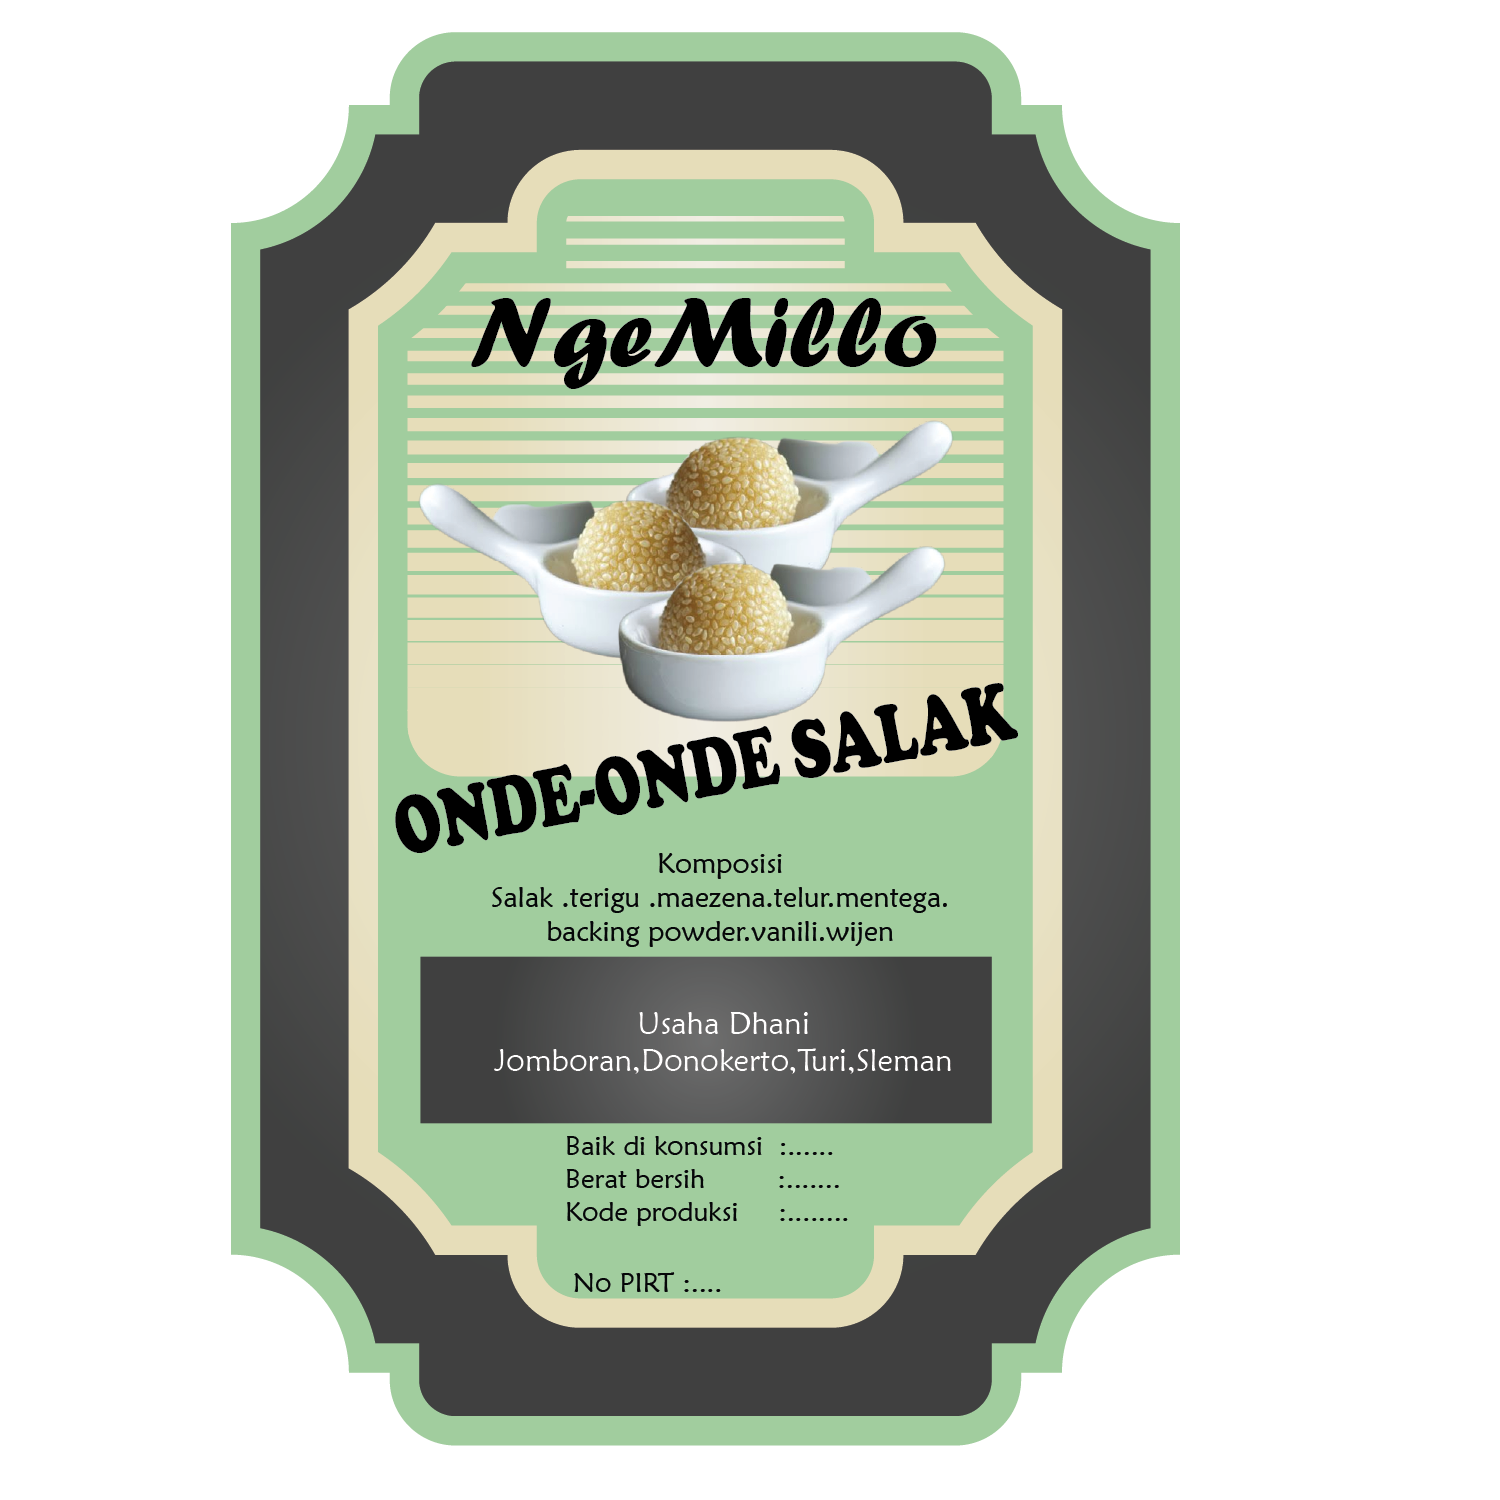 NgeMillo
ONDE-ONDE SALAK
Komposisi
Salak .terigu .maezena.telur.mentega.
backing powder.vanili.wijen
Usaha Dhani
Jomboran,Donokerto,Turi,Sleman
Baik di konsumsi :......
Berat bersih :.......
Kode produksi :........
No PIRT :....